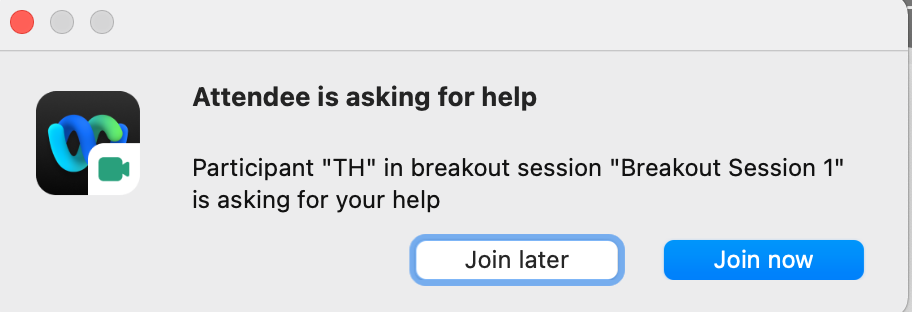 Attendee is asking for help
Participant "TH" in breakout session "Breakout Session 1"
is asking for your help
Join later
Join now